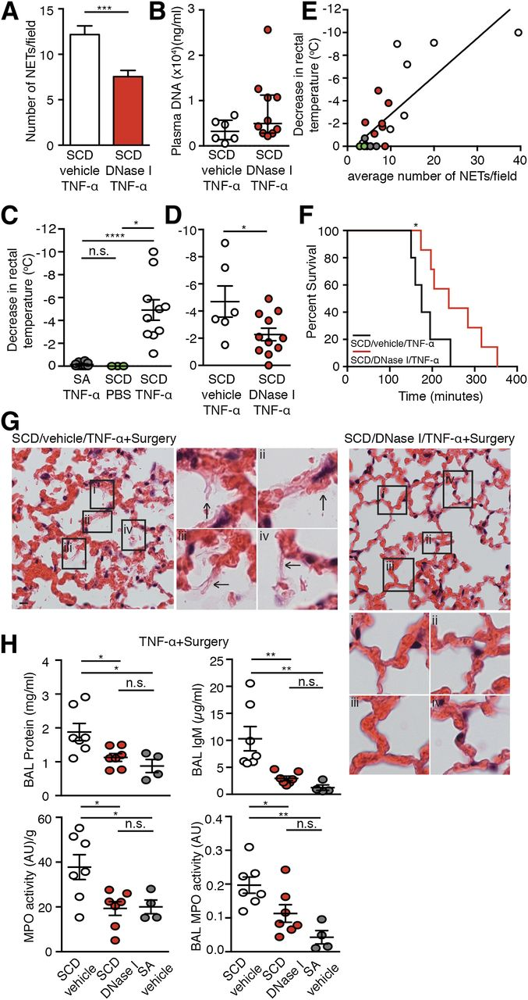 A
***
15
10
5
0
Number of NETs/field
SCD
vehicle
TNF-α
SCD
DNase I
TNF-α
B
3
2
1
0
Plasma DNA (x10⁴)(ng/ml)
SCD
vehicle
TNF-α
SCD
DNase I
TNF-α
E
-12
-10
-8
-6
-4
-2
0
Decrease in rectal
temperature (°C)
0
10
20
30
40
average number of NETs/field
C
-12
-10
-8
-6
-4
-2
0
Decrease in rectal
temperature (°C)
*
****
n.s.
SA
TNF-α
SCD
PBS
SCD
TNF-α
D
-10
-8
-6
-4
-2
0
*
SCD
vehicle
TNF-α
SCD
DNase I
TNF-α
F
*
100
80
60
40
20
0
Percent Survival
SCD/vehicle/TNF-α
SCD/DNase I/TNF-α
0
100
200
300
400
Time (minutes)
G
SCD/vehicle/TNF-α+Surgery
i
ii
iii
iv
ii
iii
iv
SCD/DNase I/TNF-α+Surgery
i
iv
ii
iii
i
ii
iii
iv
H
TNF-α+Surgery
4
3
2
1
0
BAL Protein (mg/ml)
*
*
n.s.
25
20
15
10
5
0
BAL IgM (µg/ml)
**
**
n.s.
60
40
20
0
MPO activity (AU)/g
*
*
n.s.
SCD
vehicle
SCD
DNase I
SA
vehicle
0.4
0.3
0.2
0.1
0.0
BAL MPO activity (AU)
*
**
n.s.
SCD
vehicle
SCD
DNase I
SA
vehicle